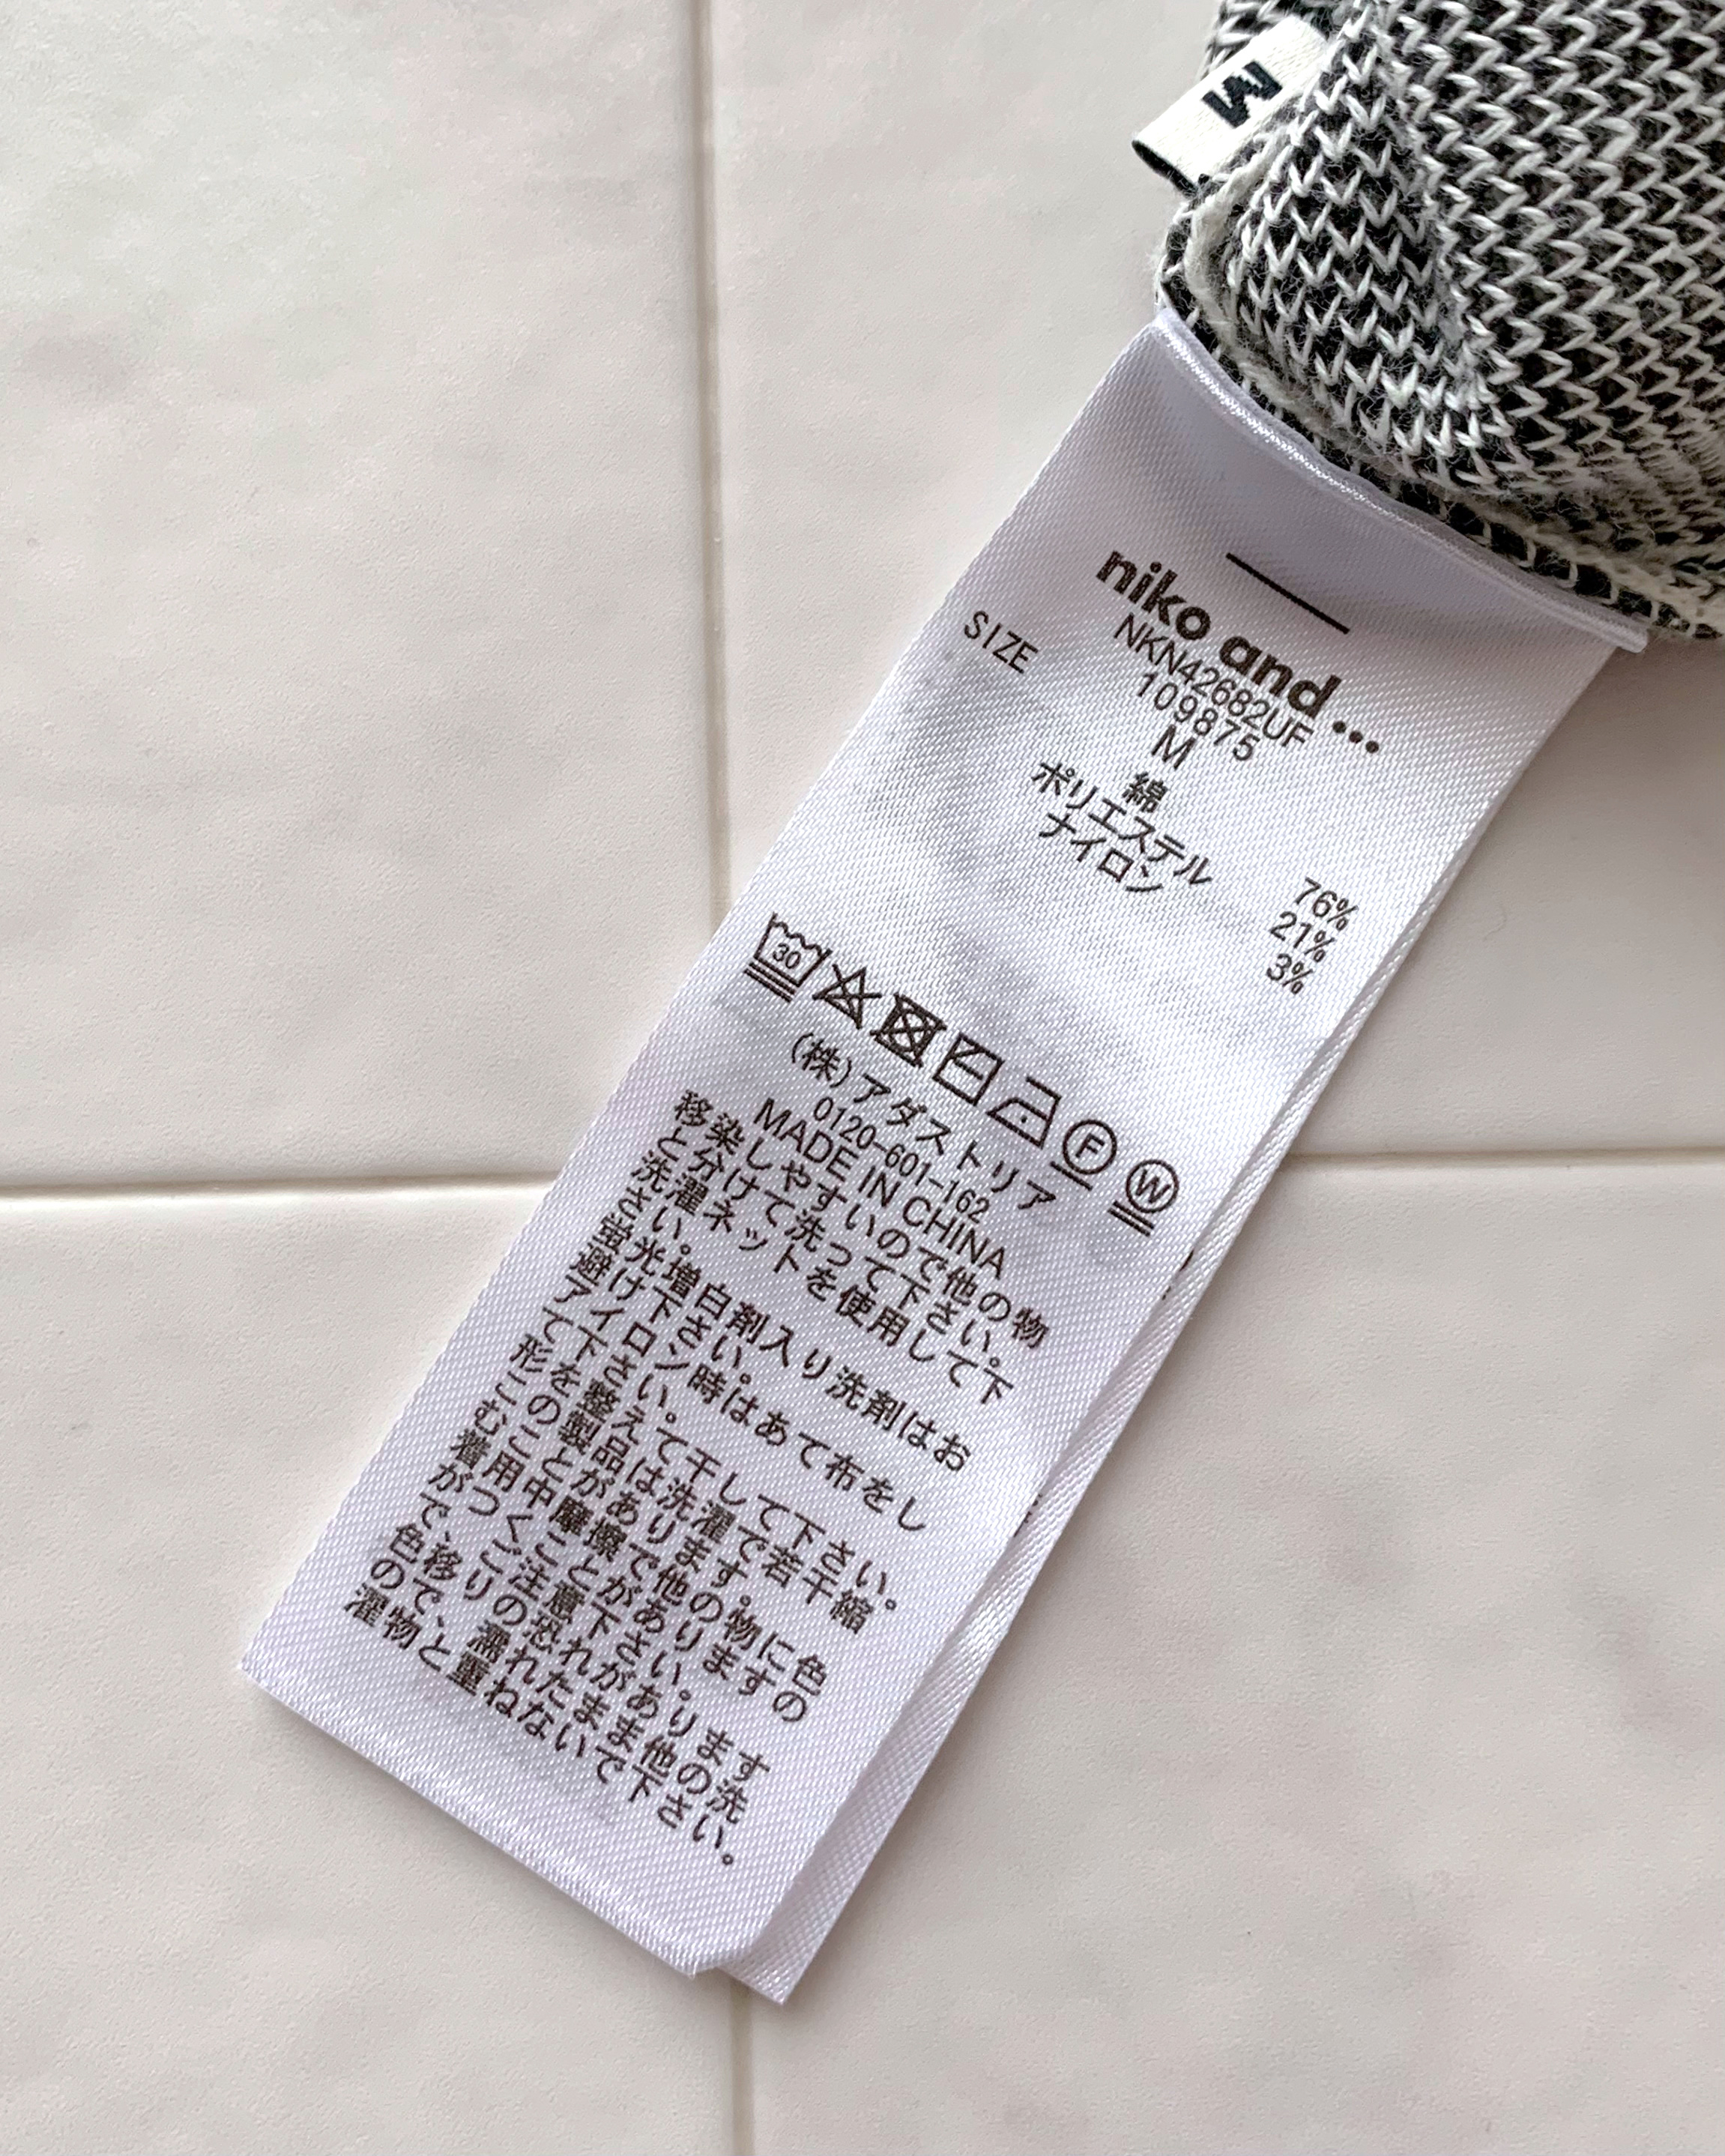 M
niko and...
NKN42682UF
109875
SIZE M
綿 76%
ポリエステル 21%
ナイロン 3%
30 F W
(株)アダストリア
0120-601-162
MADE IN CHINA
移染しやすいので他の物
と分けて洗って下さい。
洗濯ネットを使用して下
さい。
蛍光増白剤入り洗剤はお
避け下さい。
アイロン時はあて布をし
て下さい。
形を整えて干して下さい。
この製品は洗濯で若干縮
むことがあります。
着用中摩擦で他の物に色
がつくことがありますの
で、ご注意下さい。
色移りの恐れがあります
ので、濡れたまま他の洗
濯物と重ねないで下さい。